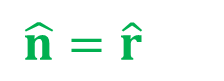 n̂ = r̂